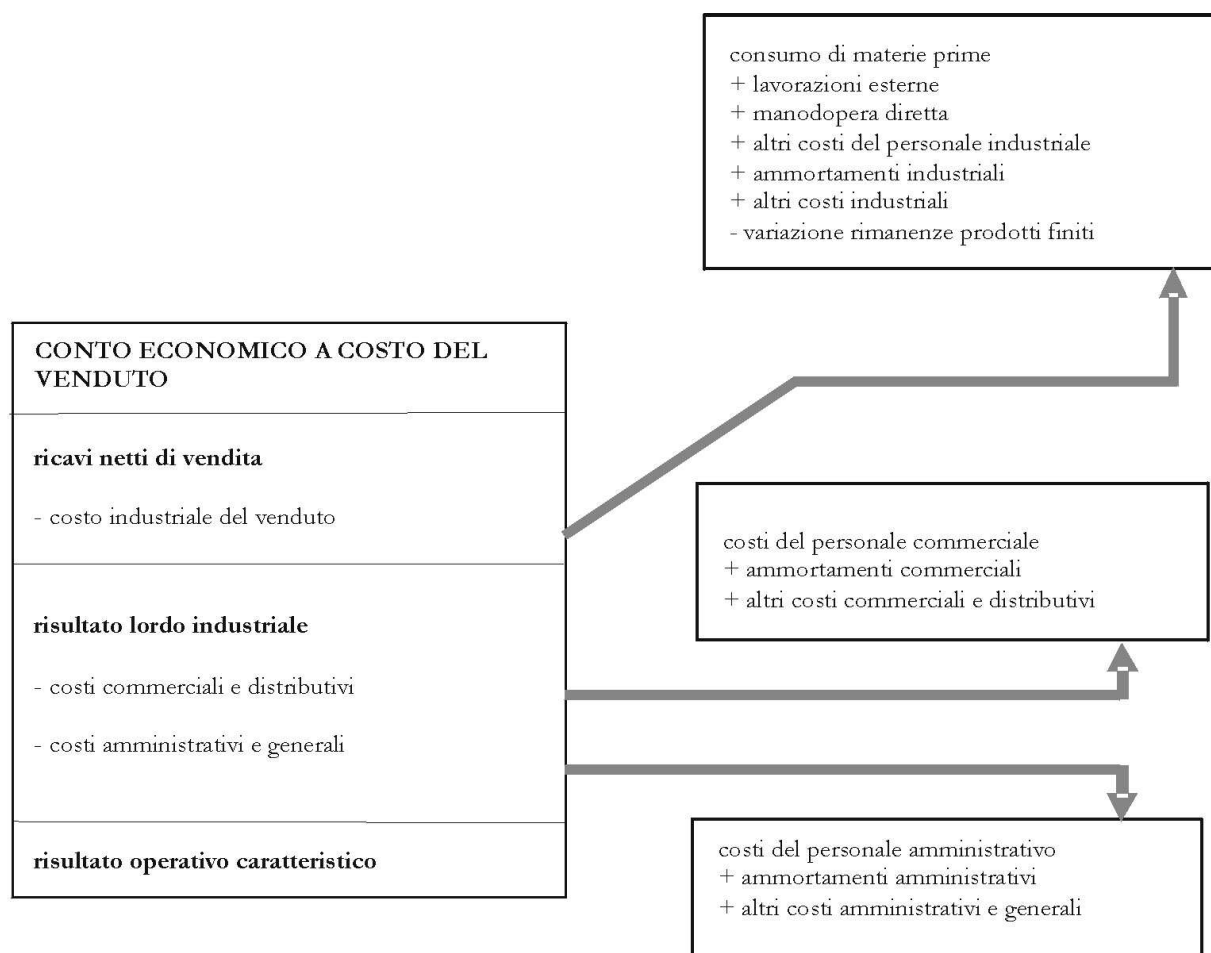 consumo di materie prime
+ lavorazioni esterne
+ manodopera diretta
+ altri costi del personale industriale
+ ammortamenti industriali
+ altri costi industriali
- variazione rimanenze prodotti finiti
CONTO ECONOMICO A COSTO DEL
VENDUTO
ricavi netti di vendita
- costo industriale del venduto
risultato lordo industriale
- costi commerciali e distributivi
- costi amministrativi e generali
risultato operativo caratteristico
costi del personale commerciale
+ ammortamenti commerciali
+ altri costi commerciali e distributivi
costi del personale amministrativo
+ ammortamenti amministrativi
+ altri costi amministrativi e generali